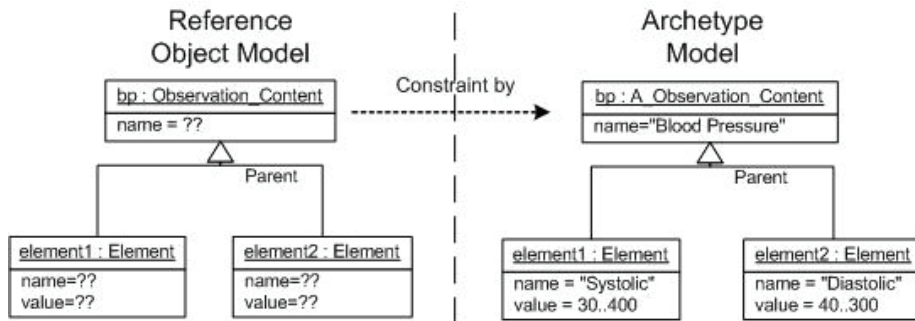 Reference
Object Model
bp : Observation_Content
name = ??
Parent
element1 : Element
name=??
value=??
element2 : Element
name=??
value=??
Constraint by
Archetype
Model
bp : A_Observation_Content
name="Blood Pressure"
Parent
element1 : Element
name = "Systolic"
value = 30..400
element2 : Element
name = "Diastolic"
value = 40..300